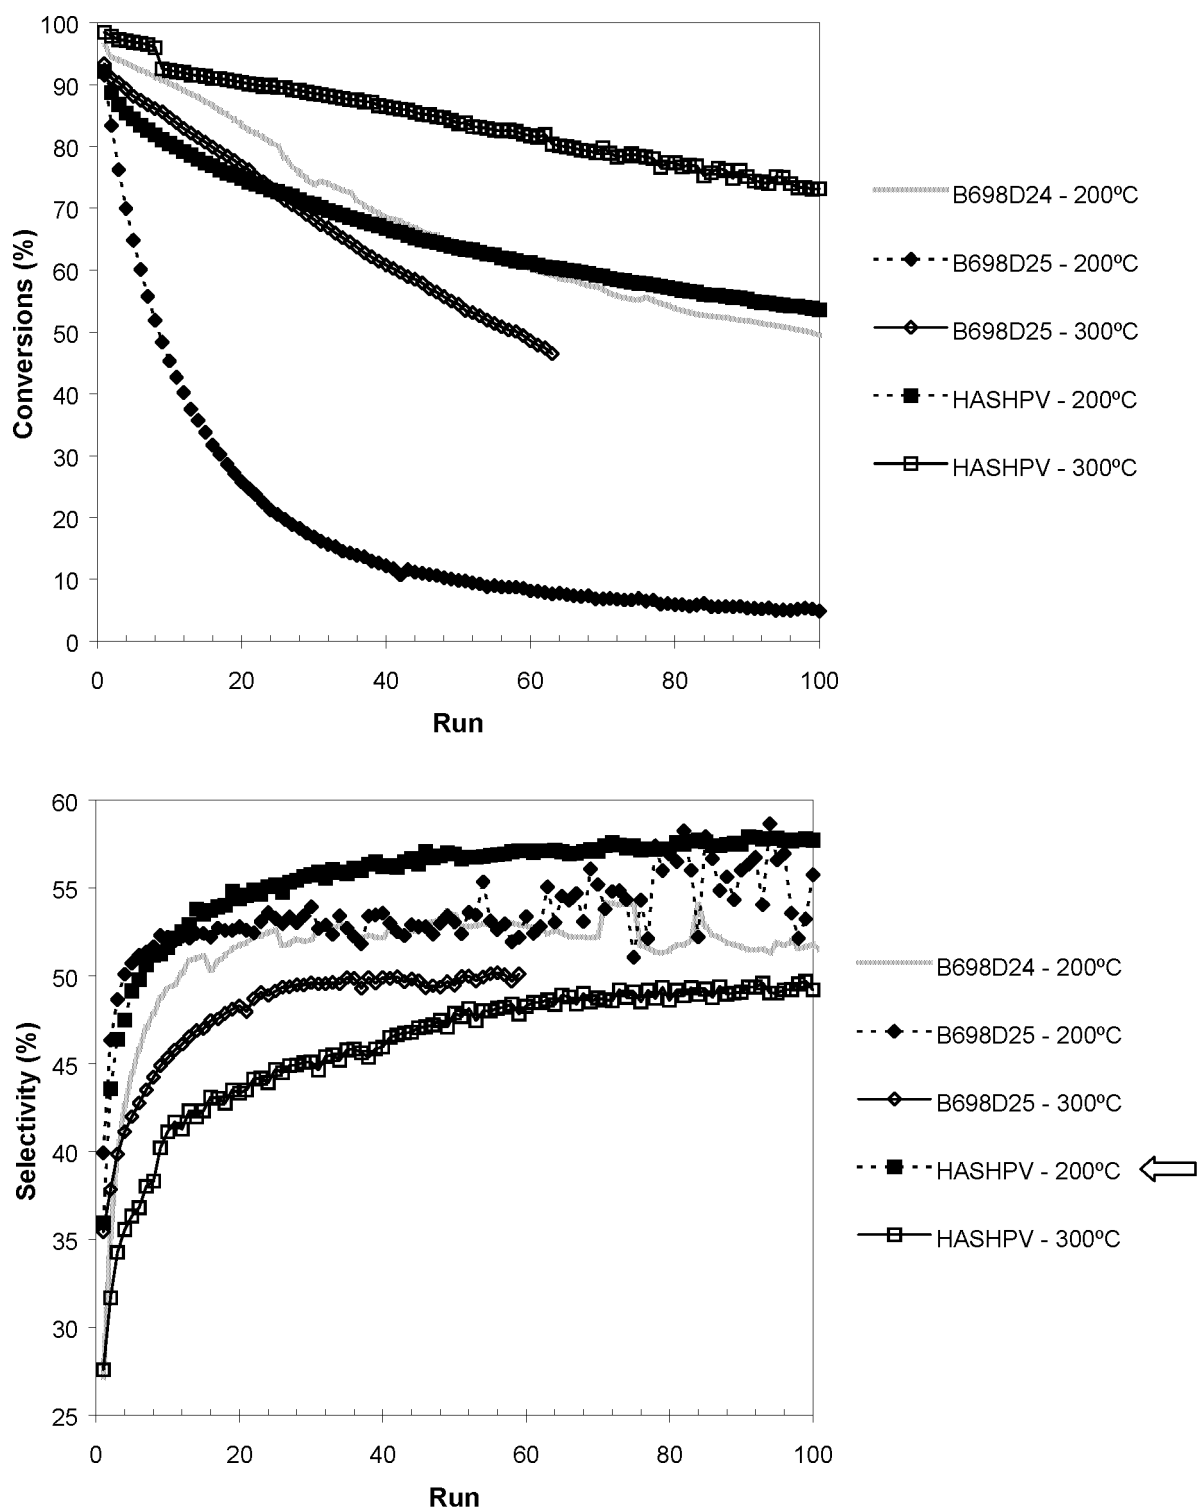 100
90
80
70
60
50
40
30
20
10
0
Conversions (%)
0 20 40 60 80 100
Run
B698D24 - 200ºC
B698D25 - 200ºC
B698D25 - 300ºC
HASHPV - 200ºC
HASHPV - 300ºC
60
55
50
45
40
35
30
25
Selectivity (%)
0 20 40 60 80 100
Run
B698D24 - 200ºC
B698D25 - 200ºC
B698D25 - 300ºC
HASHPV - 200ºC
HASHPV - 300ºC